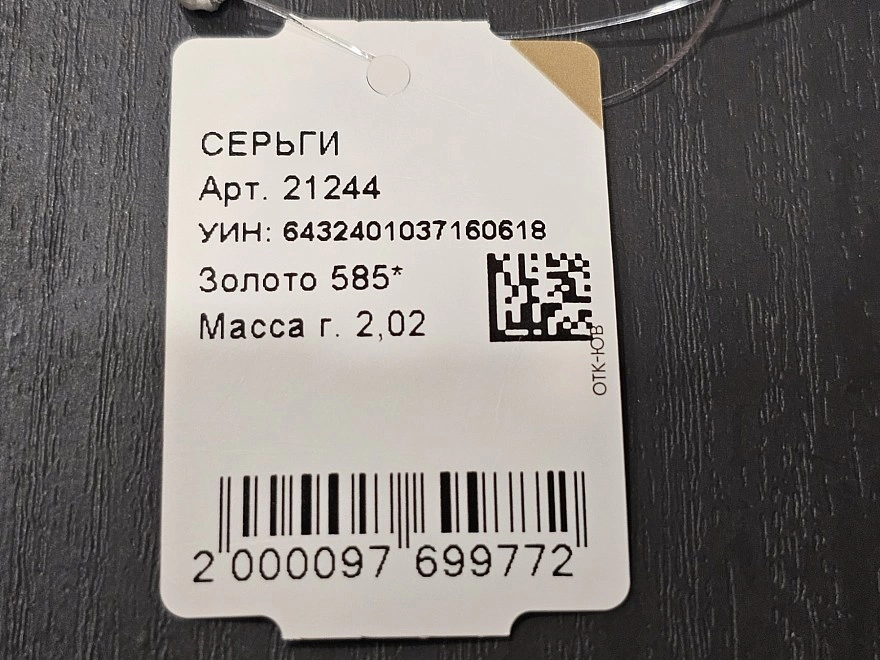 СЕРЬГИ
Арт. 21244
УИН: 6432401037160618
Золото 585*
Масса г. 2,02
ОТК-ЮВ
2 000097 699772